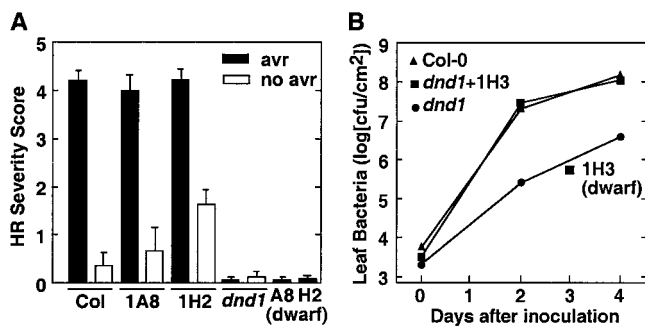 A
HR Severity Score
5
4
3
2
1
0
avr
no avr
Col
1A8
1H2
dnd1
A8 H2
(dwarf)
B
Leaf Bacteria (log[cfu/cm2])
9
8
7
6
5
4
3
Col-0
dnd1+1H3
dnd1
1H3
(dwarf)
0
1
2
3
4
Days after inoculation